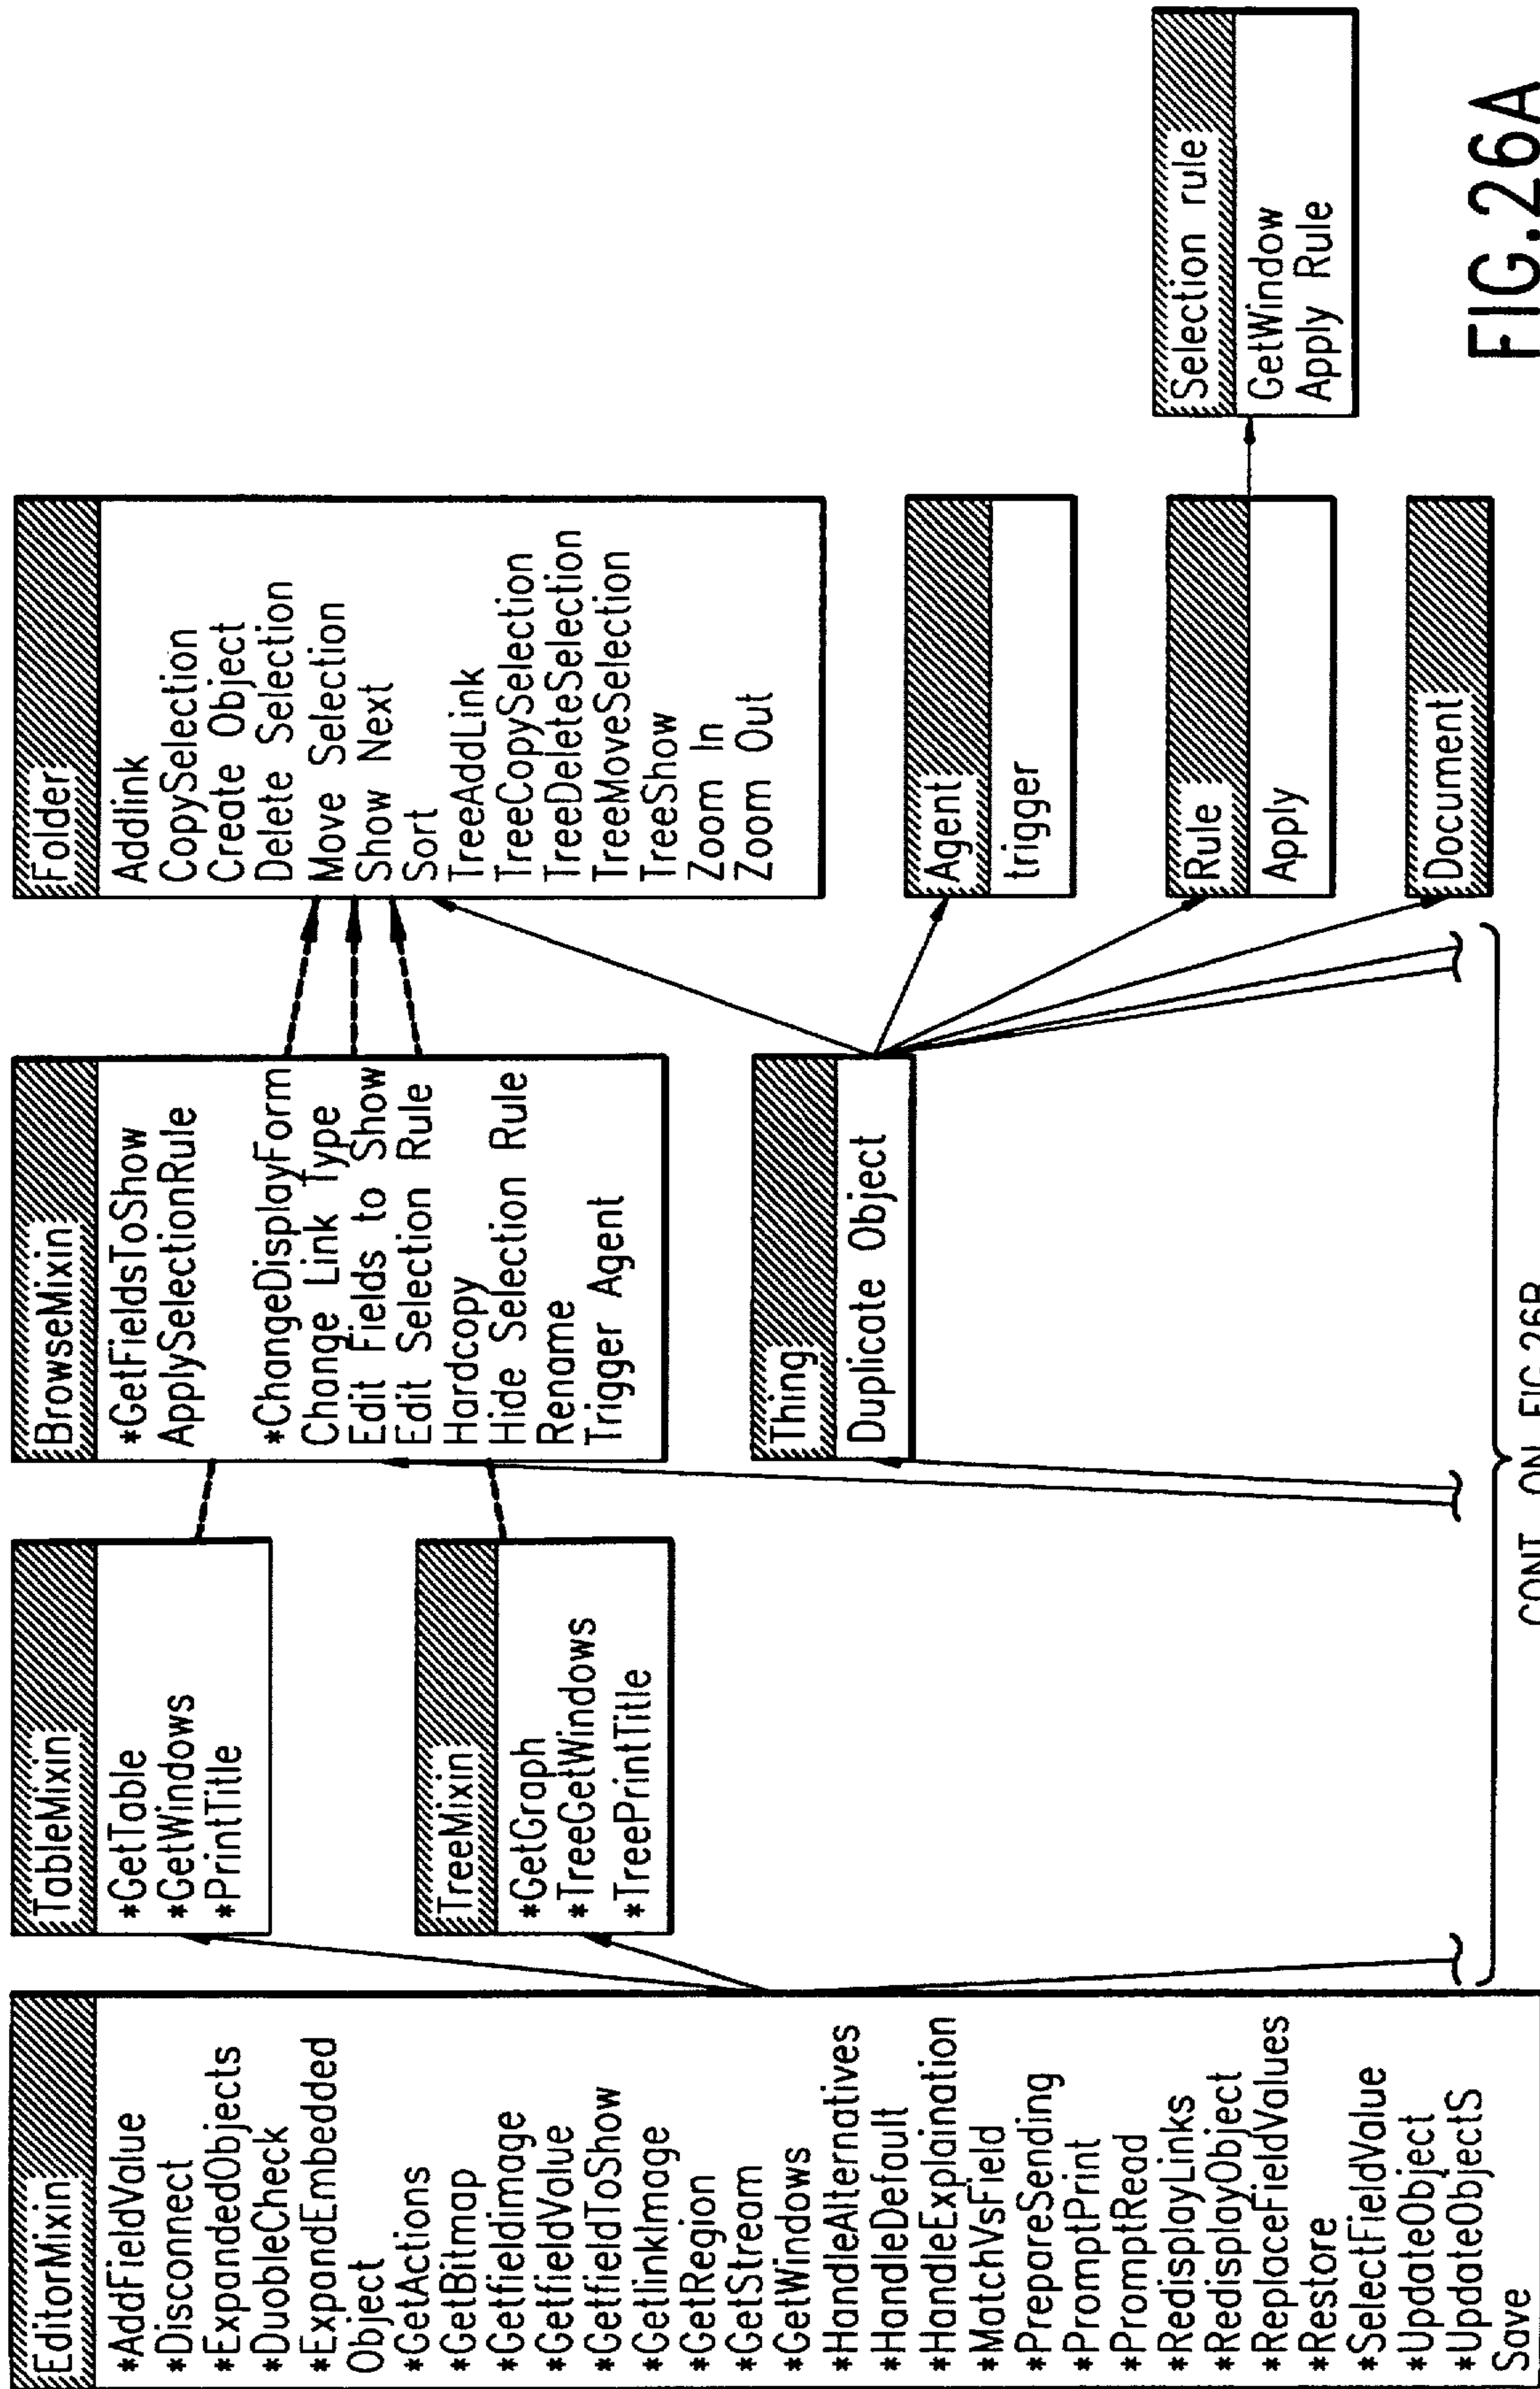 EditorMixin
*AddFieldValue
*Disconnect
*ExpandedObjects
*DuobleCheck
*ExpandEmbedded
Object
*GetActions
*GetBitmap
*Getfieldimage
*GetfieldValue
*GetfieldToShow
*GetlinkImage
*GetRegion
*GetStream
*GetWindows
*HandleAlternatives
*HandleDefault
*HandleExplaination
*MatchVsField
*PrepareSending
*PromptPrint
*PromptRead
*RedisplayLinks
*RedisplayObject
*ReplaceFieldValues
*Restore
*SelectFieldValue
*UpdateObject
*UpdateObjectS
Save
TableMixin
*GetTable
*GetWindows
*PrintTitle
TreeMixin
*GetGraph
*TreeGetWindows
*TreePrintTitle
BrowseMixin
*GetFieldsToShow
ApplySelectionRule
*ChangeDisplayForm
Change Link Type
Edit Fields to Show
Edit Selection Rule
Hardcopy
Hide Selection Rule
Rename
Trigger Agent
Thing
Duplicate Object
Folder
Addlink
CopySelection
Create Object
Delete Selection
Move Selection
Show Next
Sort
TreeAddLink
TreeCopySelection
TreeDeleteSelection
TreeMoveSelection
TreeShow
Zoom In
Zoom Out
Agent
trigger
Rule
Apply
Document
Selection rule
GetWindow
Apply Rule
CONT. ON FIG.26B
FIG.26A